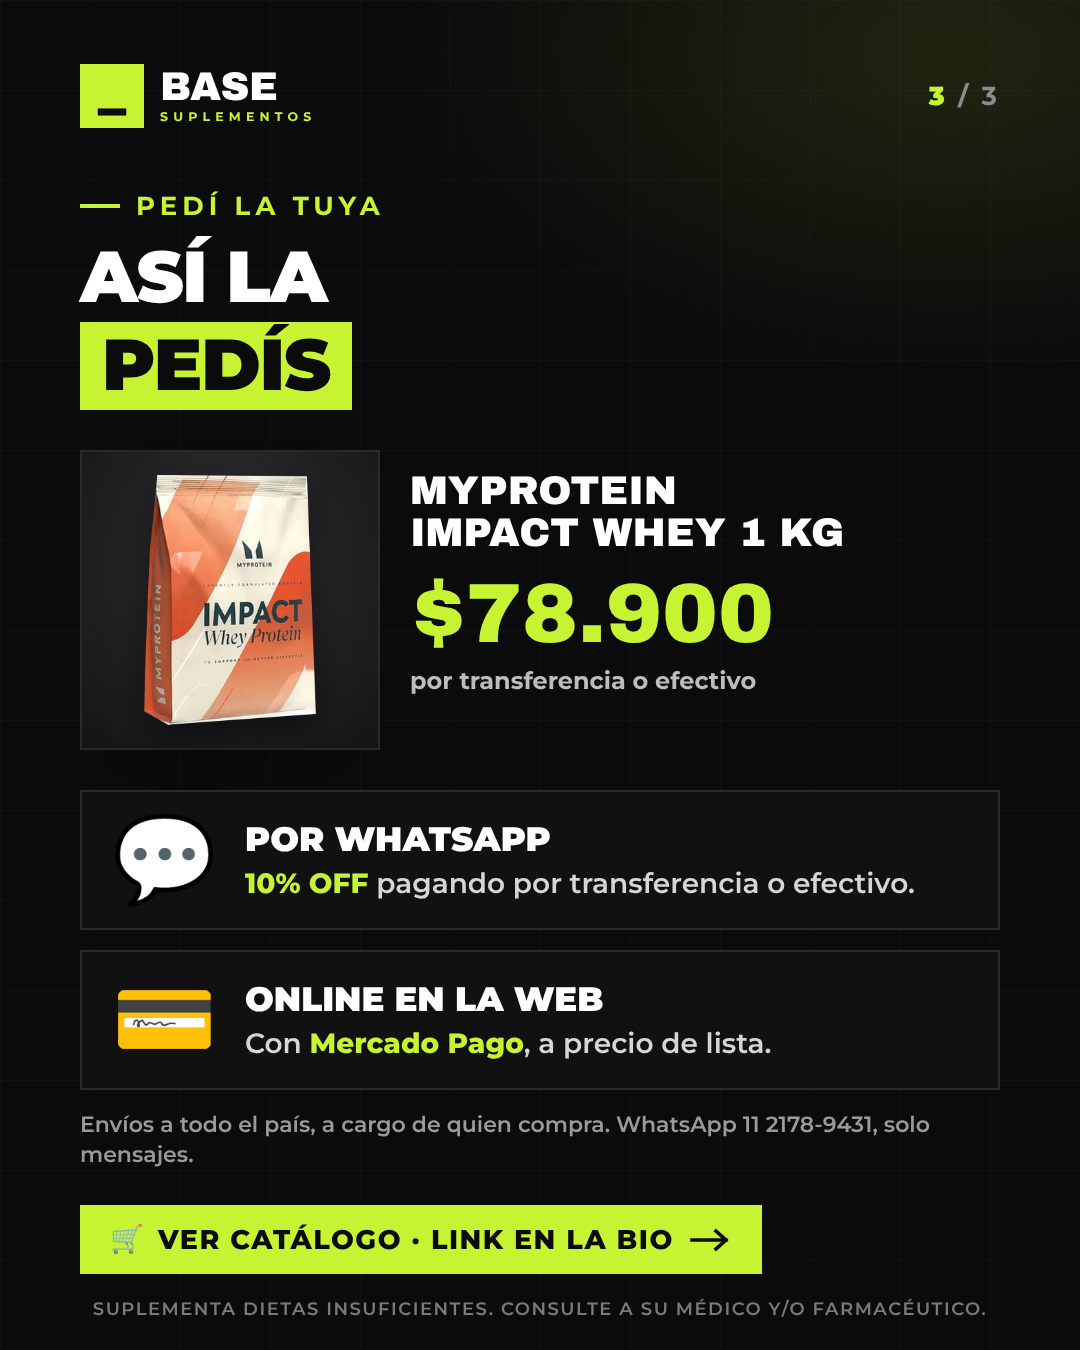 BASE
SUPLEMENTOS
3 / 3
PEDÍ LA TUYA
ASÍ LA
PEDÍS
MYPROTEIN
IMPACT
Whey Protein
MYPROTEIN
MYPROTEIN
IMPACT WHEY 1 KG
$78.900
por transferencia o efectivo
POR WHATSAPP
10% OFF pagando por transferencia o efectivo.
ONLINE EN LA WEB
Con Mercado Pago, a precio de lista.
Envíos a todo el país, a cargo de quien compra. WhatsApp 11 2178-9431, solo
mensajes.
VER CATÁLOGO · LINK EN LA BIO →
SUPLEMENTA DIETAS INSUFICIENTES. CONSULTE A SU MÉDICO Y/O FARMACÉUTICO.